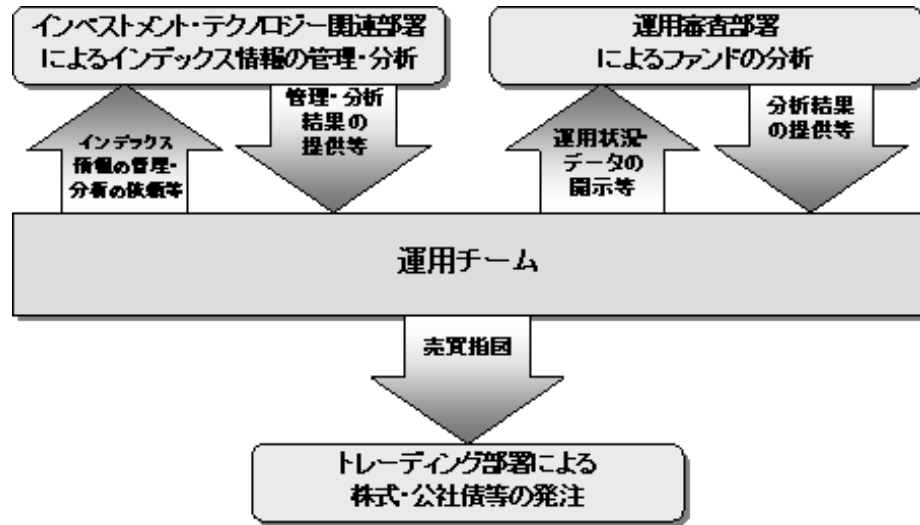 インベストメント・テクノロジー関連部署
によるインデックス情報の管理・分析
運用審査部署
によるファンドの分析
インデックス
情報の管理・
分析の依頼等
管理・分析
結果の
提供等
運用状況・
データの
開示等
分析結果
の提供等
運用チーム
売買指図
トレーディング部署による
株式・公社債等の発注